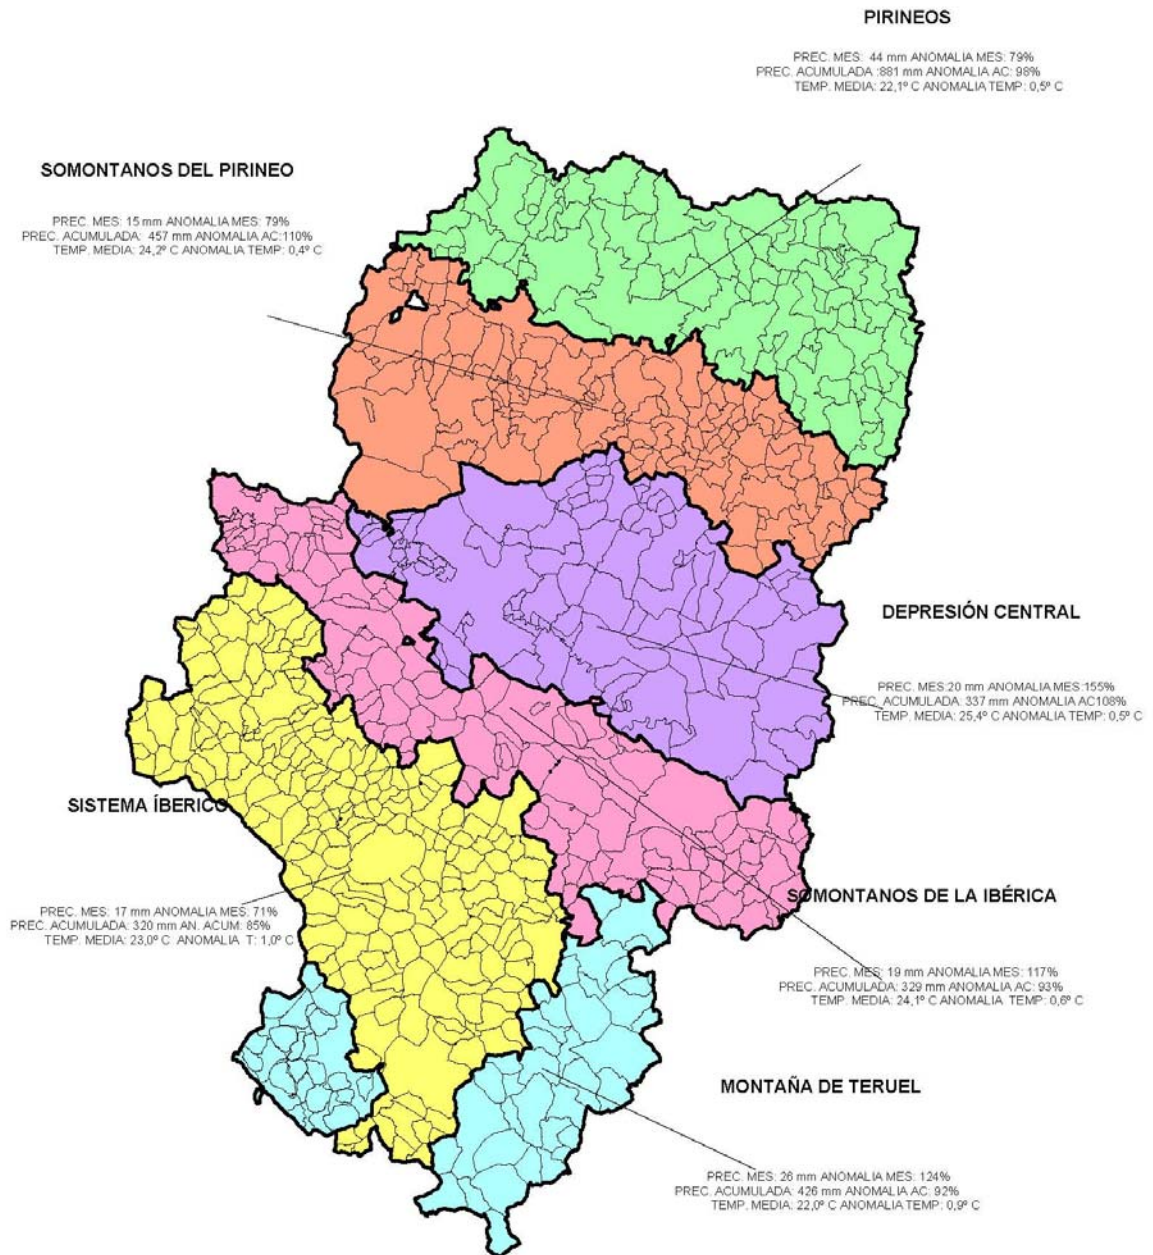 PIRINEOS
PREC. MES: 44 mm ANOMALIA MES: 79%
PREC. ACUMULADA :881 mm ANOMALIA AC: 98%
TEMP. MEDIA: 22,1º C ANOMALIA TEMP: 0,5º C
SOMONTANOS DEL PIRINEO
PREC. MES: 15 mm ANOMALIA MES: 79%
PREC. ACUMULADA: 457 mm ANOMALIA AC:110%
TEMP. MEDIA: 24,2º C ANOMALIA TEMP: 0,4º C
DEPRESIÓN CENTRAL
PREC. MES:20 mm ANOMALIA MES:155%
PREC. ACUMULADA: 337 mm ANOMALIA AC108%
TEMP. MEDIA: 25,4º C ANOMALIA TEMP: 0,5º C
SISTEMA ÍBERICO
PREC. MES: 17 mm ANOMALIA MES: 71%
PREC. ACUMULADA: 320 mm AN. ACUM: 85%
TEMP. MEDIA: 23,0º C ANOMALIA T: 1,0º C
SOMONTANOS DE LA IBÉRICA
PREC. MES: 19 mm ANOMALIA MES: 117%
PREC. ACUMULADA: 329 mm ANOMALIA AC: 93%
TEMP. MEDIA: 24,1º C ANOMALIA TEMP: 0,6º C
MONTAÑA DE TERUEL
PREC. MES: 26 mm ANOMALIA MES: 124%
PREC. ACUMULADA: 426 mm ANOMALIA AC: 92%
TEMP. MEDIA: 22,0º C ANOMALIA TEMP: 0,9º C